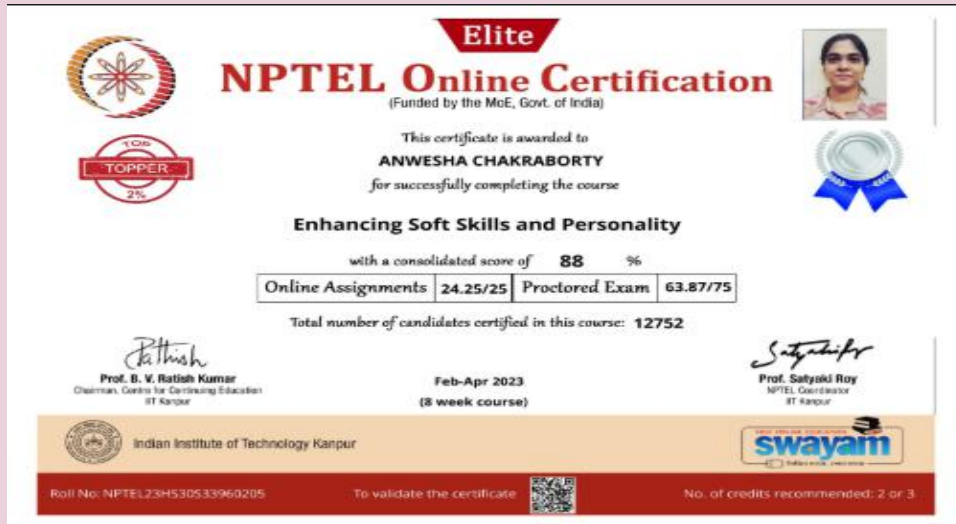 Elite
NPTEL Online Certification
(Funded by the MoE, Govt. of India)
This certificate is awarded to
ANWESHA CHAKRABORTY
TOP
TOPPER
2%
for successfully completing the course
Enhancing Soft Skills and Personality
with a consolidated score of 88 %
Online Assignments 24.25/25 Proctored Exam 63.87/75
Total number of candidates certified in this course: 12752
Prof. B. V. Ratish Kumar
Chairman, Centre for Continuing Education
IIT Kanpur
Feb-Apr 2023
(8 week course)
Prof. Satyaki Roy
NPTEL Coordinator
IIT Kanpur
Indian Institute of Technology Kanpur
swayam
Roll No: NPTEL23HS30S33960205
To validate the certificate
No. of credits recommended: 2 or 3